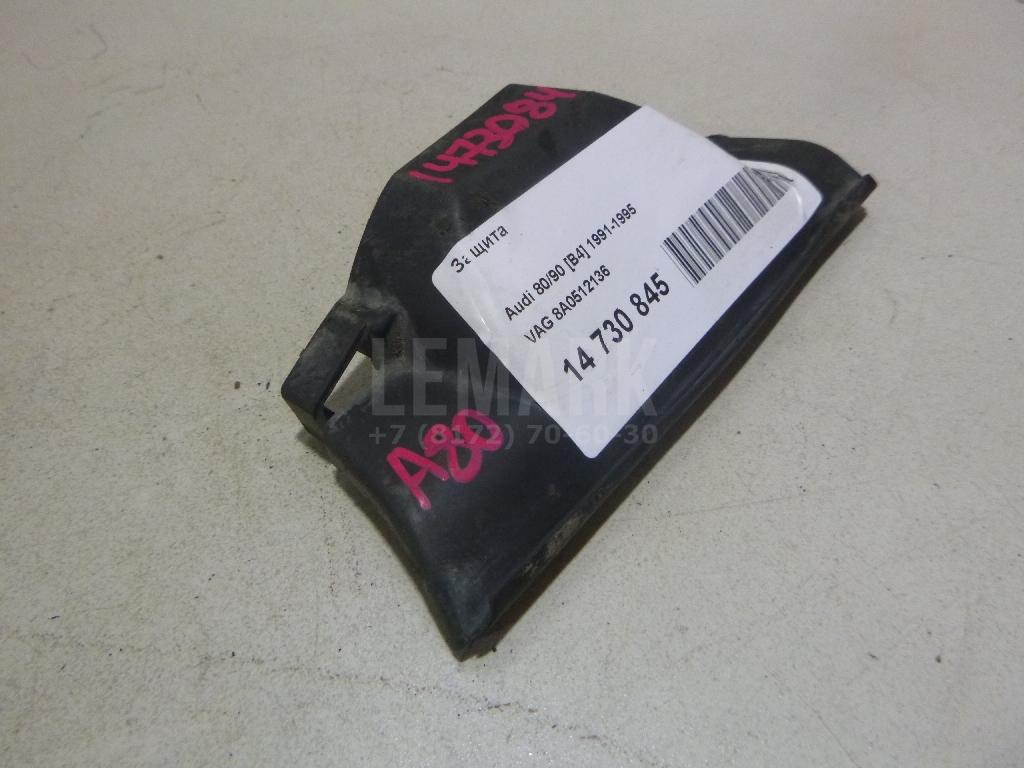 1473084
Защита
Audi 80/90 [B4] 1991-1995
VAG 8A0512136
14 730 845
LEMARK
+7 (8172) 70-60-30
A80